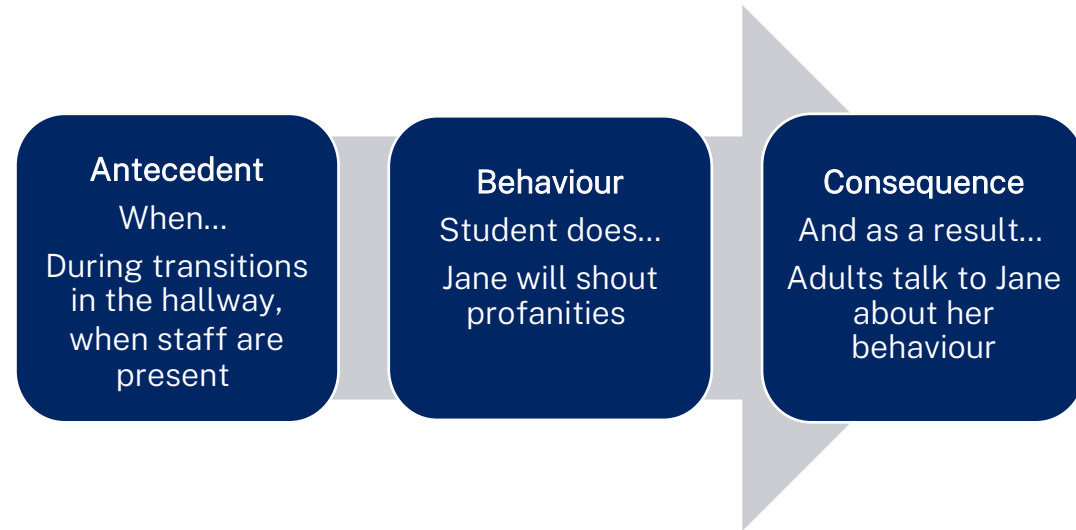 Antecedent
When...
During transitions
in the hallway,
when staff are
present
Behaviour
Student does...
Jane will shout
profanities
Consequence
And as a result...
Adults talk to Jane
about her
behaviour